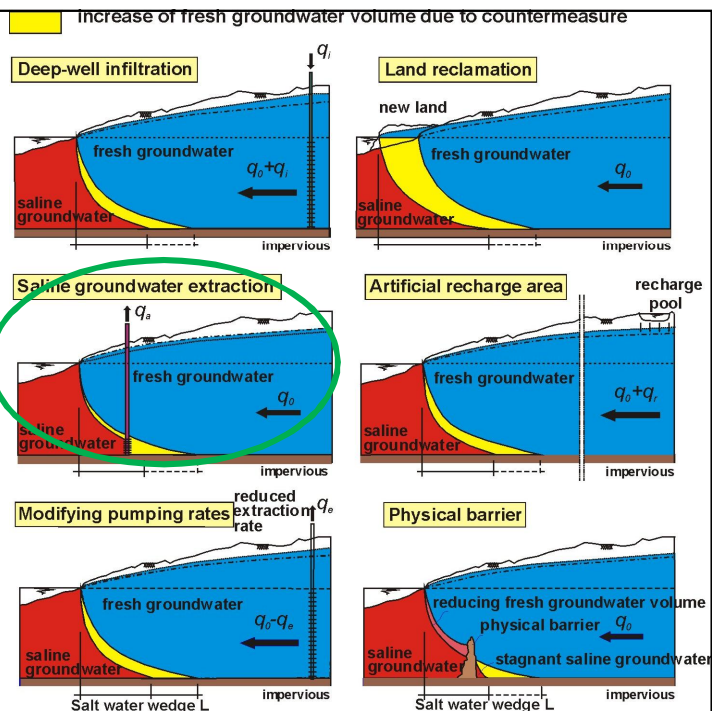 Increase of fresh groundwater volume due to countermeasure
Deep-well infiltration
qi
fresh groundwater
q0+qi
saline
groundwater
impervious
Land reclamation
new land
fresh groundwater
q0
saline
groundwater
impervious
Saline groundwater extraction
qa
fresh groundwater
q0
saline
groundwater
impervious
Artificial recharge area
recharge
pool
fresh groundwater
q0+qr
saline
groundwater
impervious
Modifying pumping rates
reduced
extraction
rate
qe
fresh groundwater
q0-qe
saline
groundwater
impervious
Salt water wedge L
Physical barrier
reducing fresh groundwater volume
physical barrier
q0
saline
groundwater
stagnant saline groundwater
impervious
Salt water wedge L